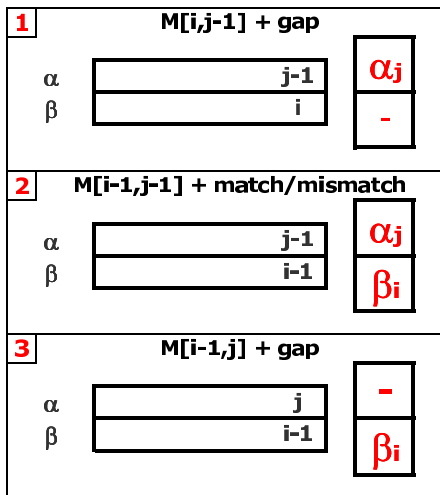 1 M[i,j-1] + gap
α j-1 αj
β i -
2 M[i-1,j-1] + match/mismatch
α j-1 αj
β i-1 βi
3 M[i-1,j] + gap
α j -
β i-1 βi